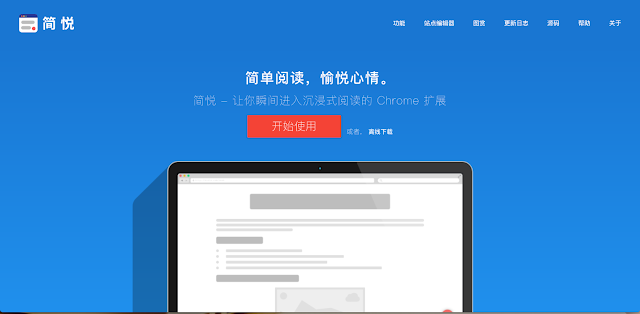 简悦
功能 站点编辑器 图赏 更新日志 源码 帮助 关于
简单阅读，愉悦心情。
简悦 – 让你瞬间进入沉浸式阅读的 Chrome 扩展
开始使用 或者， 离线下载